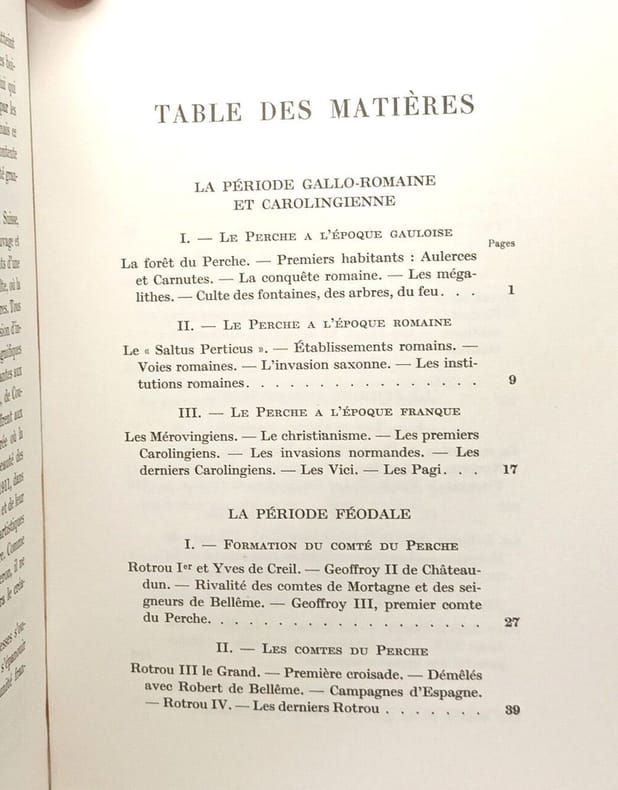 TABLE DES MATIÈRES
LA PÉRIODE GALLO-ROMAINE
ET CAROLINGIENNE
I. — LE PERCHE A L'ÉPOQUE GAULOISE
Pages
La forêt du Perche. — Premiers habitants : Aulerces
et Carnutes. — La conquête romaine. — Les méga-
lithes. — Culte des fontaines, des arbres, du feu. . . 1
II. — LE PERCHE A L'ÉPOQUE ROMAINE
Le « Saltus Perticus ». — Établissements romains. —
Voies romaines. — L'invasion saxonne. — Les insti-
tutions romaines. . . . . . . . . . . . . . . 9
III. — LE PERCHE A L'ÉPOQUE FRANQUE
Les Mérovingiens. — Le christianisme. — Les premiers
Carolingiens. — Les invasions normandes. — Les
derniers Carolingiens. — Les Vici. — Les Pagi. . . 17
LA PÉRIODE FÉODALE
I. — FORMATION DU COMTÉ DU PERCHE
Rotrou Ier et Yves de Creil. — Geoffroy II de Château-
dun. — Rivalité des comtes de Mortagne et des sei-
gneurs de Bellême. — Geoffroy III, premier comte
du Perche. . . . . . . . . . . . . . . . . . 27
II. — LES COMTES DU PERCHE
Rotrou III le Grand. — Première croisade. — Démêlés
avec Robert de Bellême. — Campagnes d'Espagne.
— Rotrou IV. — Les derniers Rotrou . . . . . . . 39